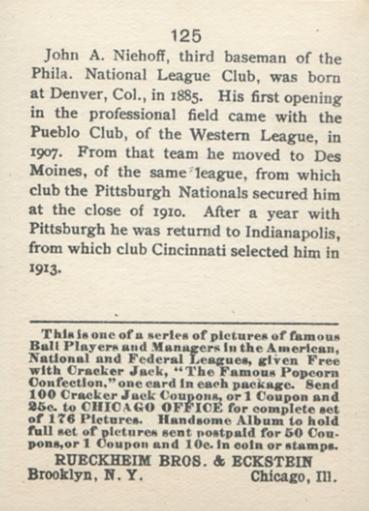 125
John A. Niehoff, third baseman of the
Phila. National League Club, was born
at Denver, Col., in 1885. His first opening
in the professional field came with the
Pueblo Club, of the Western League, in
1907. From that team he moved to Des
Moines, of the same league, from which
club the Pittsburgh Nationals secured him
at the close of 1910. After a year with
Pittsburgh he was returnd to Indianapolis,
from which club Cincinnati selected him in
1913.
This is one of a series of pictures of famous
Ball Players and Managers in the American,
National and Federal Leagues, given Free
with Cracker Jack, "The Famous Popcorn
Confection," one card in each package. Send
100 Cracker Jack Coupons, or 1 Coupon and
25c. to CHICAGO OFFICE for complete set
of 176 Pictures. Handsome Album to hold
full set of pictures sent postpaid for 50 Cou-
pons, or 1 Coupon and 10c. in coin or stamps.
RUECKHEIM BROS. & ECKSTEIN
Brooklyn, N. Y. Chicago, Ill.